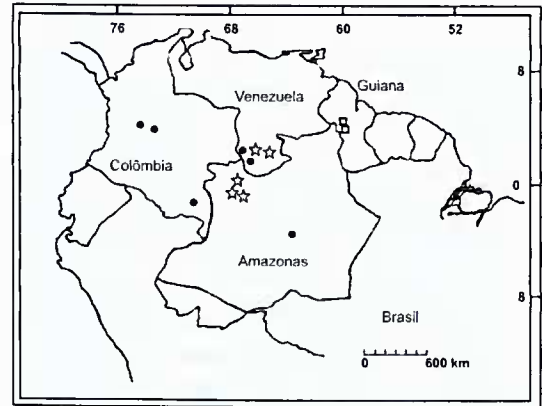 76 68 60 52
8
Guiana
Venezuela
Colômbia
0
Amazonas
8
Brasil
0 600 km